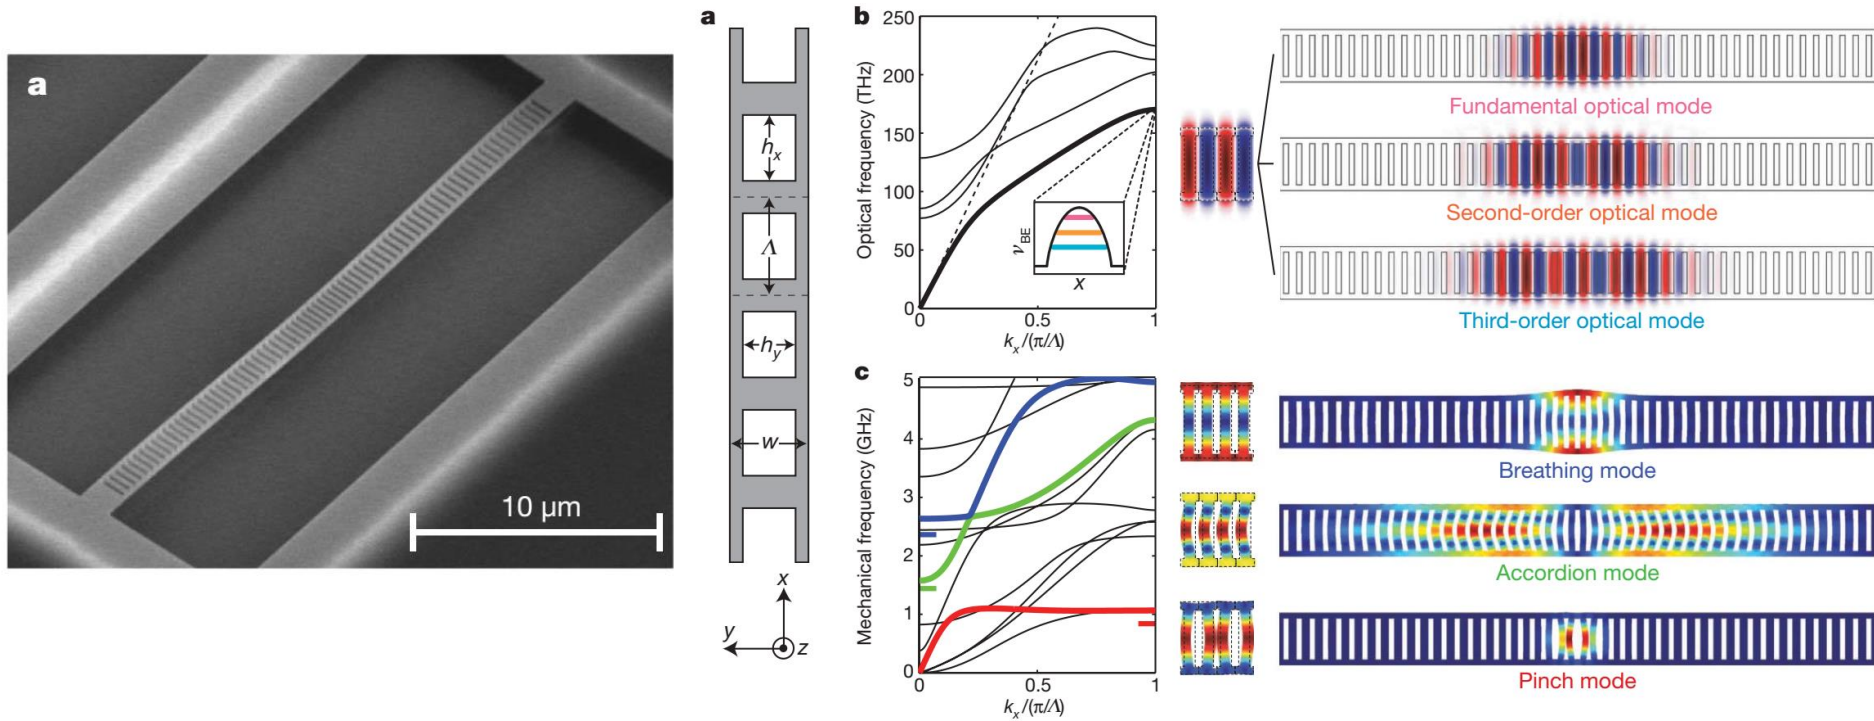 a
10 µm
a
h_x
Λ
h_y
w
x
y
z
b
Optical frequency (THz)
250
200
150
100
50
0
0
0.5
1
k_x/(π/Λ)
ν_BE
x
Fundamental optical mode
Second-order optical mode
Third-order optical mode
c
Mechanical frequency (GHz)
5
4
3
2
1
0
0
0.5
1
k_x/(π/Λ)
Breathing mode
Accordion mode
Pinch mode